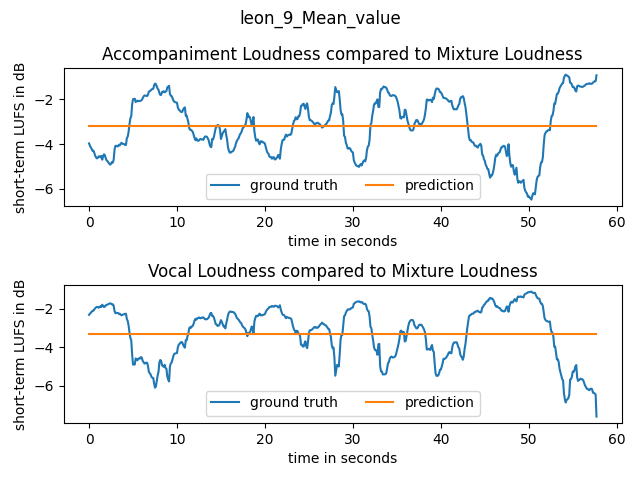 leon_9_Mean_value
Accompaniment Loudness compared to Mixture Loudness
short-term LUFS in dB
−2
−4
−6
ground truth prediction
0 10 20 30 40 50 60
time in seconds
Vocal Loudness compared to Mixture Loudness
short-term LUFS in dB
−2
−4
−6
ground truth prediction
0 10 20 30 40 50 60
time in seconds